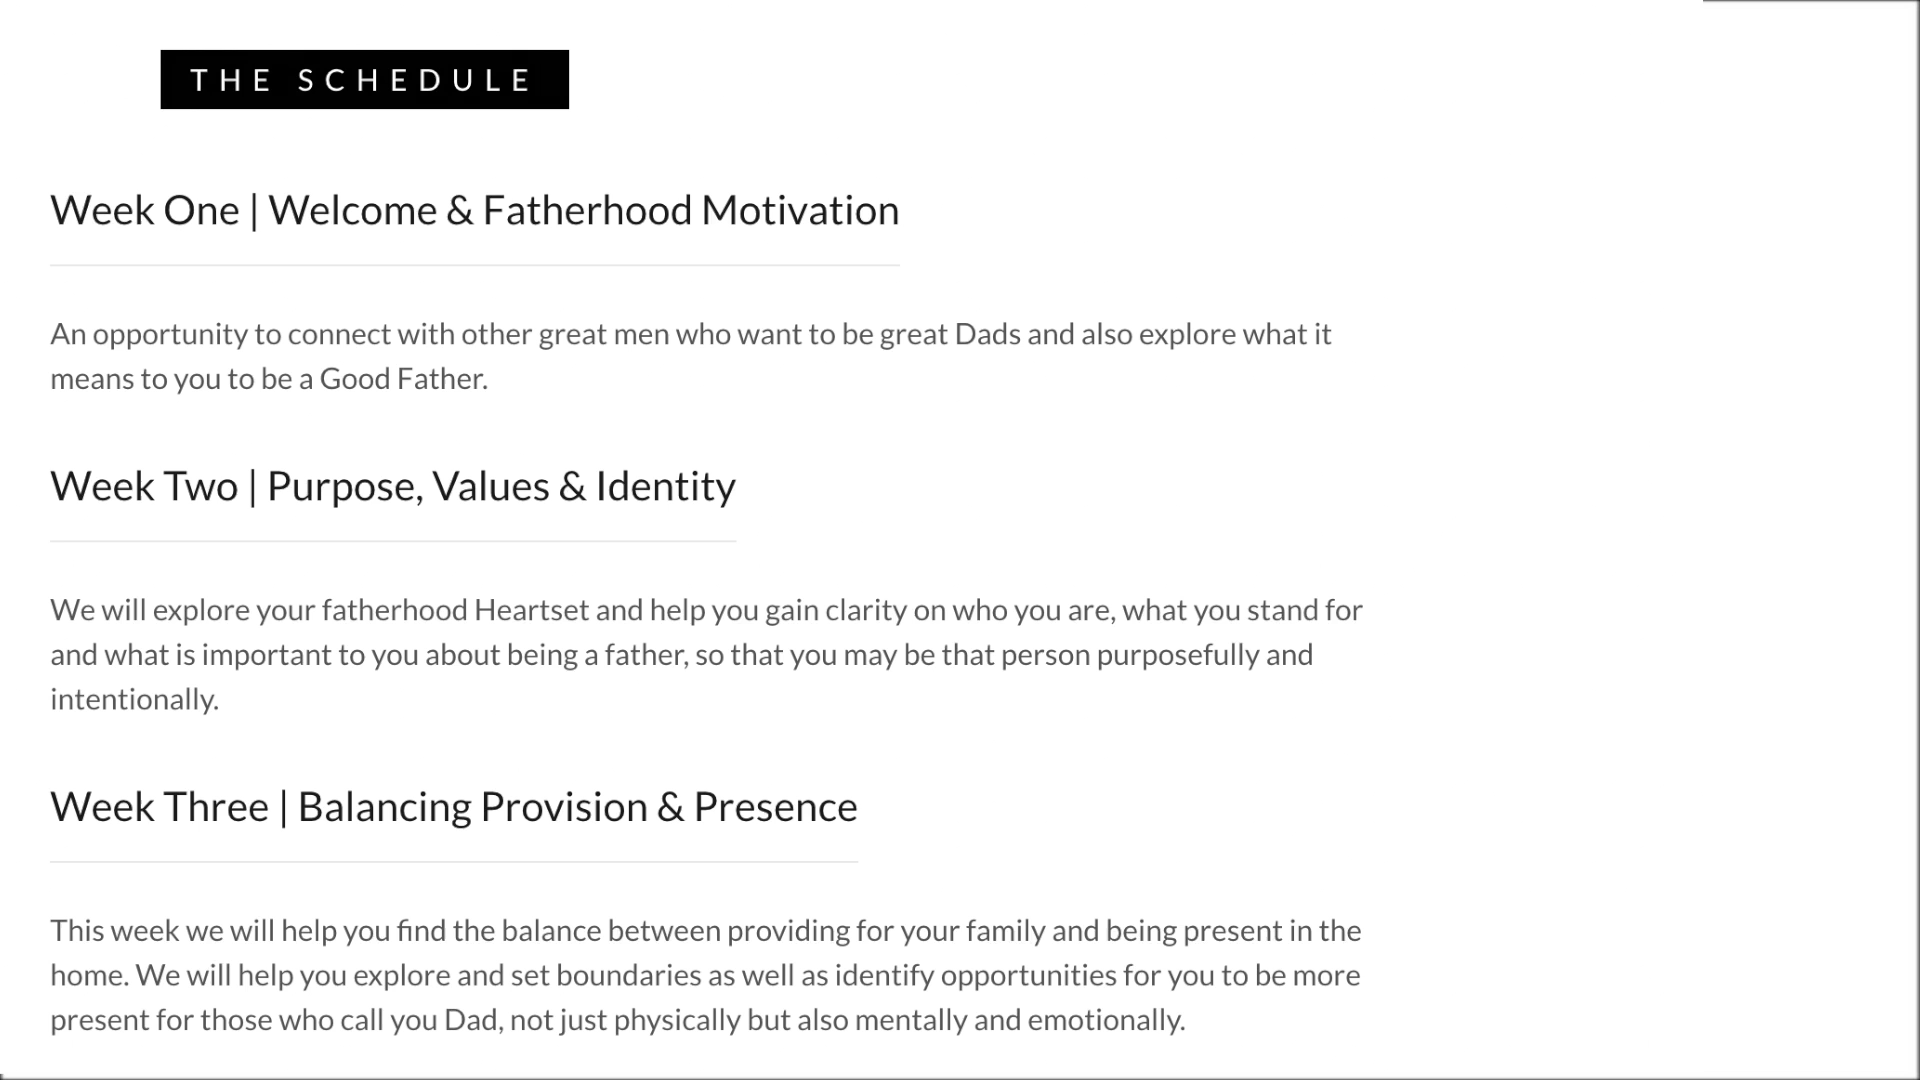 THE SCHEDULE
Week One | Welcome & Fatherhood Motivation
An opportunity to connect with other great men who want to be great Dads and also explore what it
means to you to be a Good Father.
Week Two | Purpose, Values & Identity
We will explore your fatherhood Heartset and help you gain clarity on who you are, what you stand for
and what is important to you about being a father, so that you may be that person purposefully and
intentionally.
Week Three | Balancing Provision & Presence
This week we will help you find the balance between providing for your family and being present in the
home. We will help you explore and set boundaries as well as identify opportunities for you to be more
present for those who call you Dad, not just physically but also mentally and emotionally.